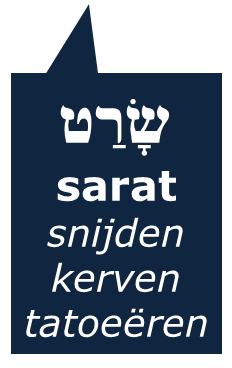 שָׂרַט
sarat
snijden
kerven
tatoeëren